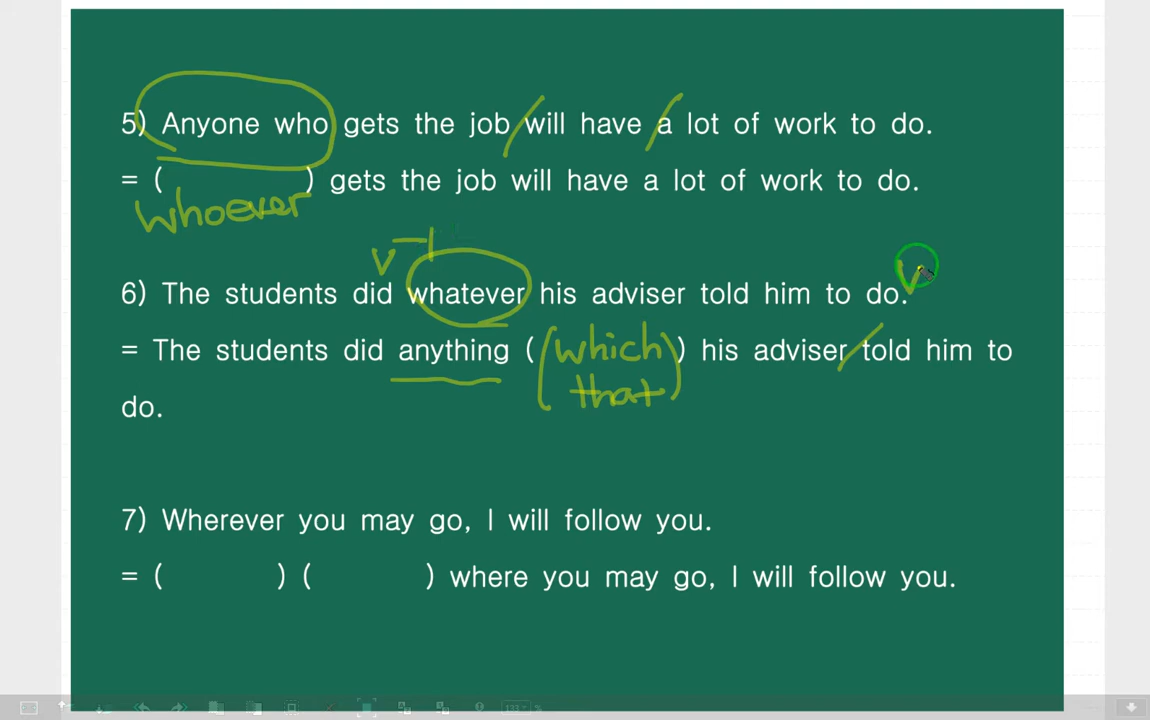 5) Anyone who gets the job will have a lot of work to do.
= ( ) gets the job will have a lot of work to do.
whoever
v
6) The students did whatever his adviser told him to do.
= The students did anything (which) his adviser told him to
that
do.
7) Wherever you may go, I will follow you.
= ( ) ( ) where you may go, I will follow you.
133 %